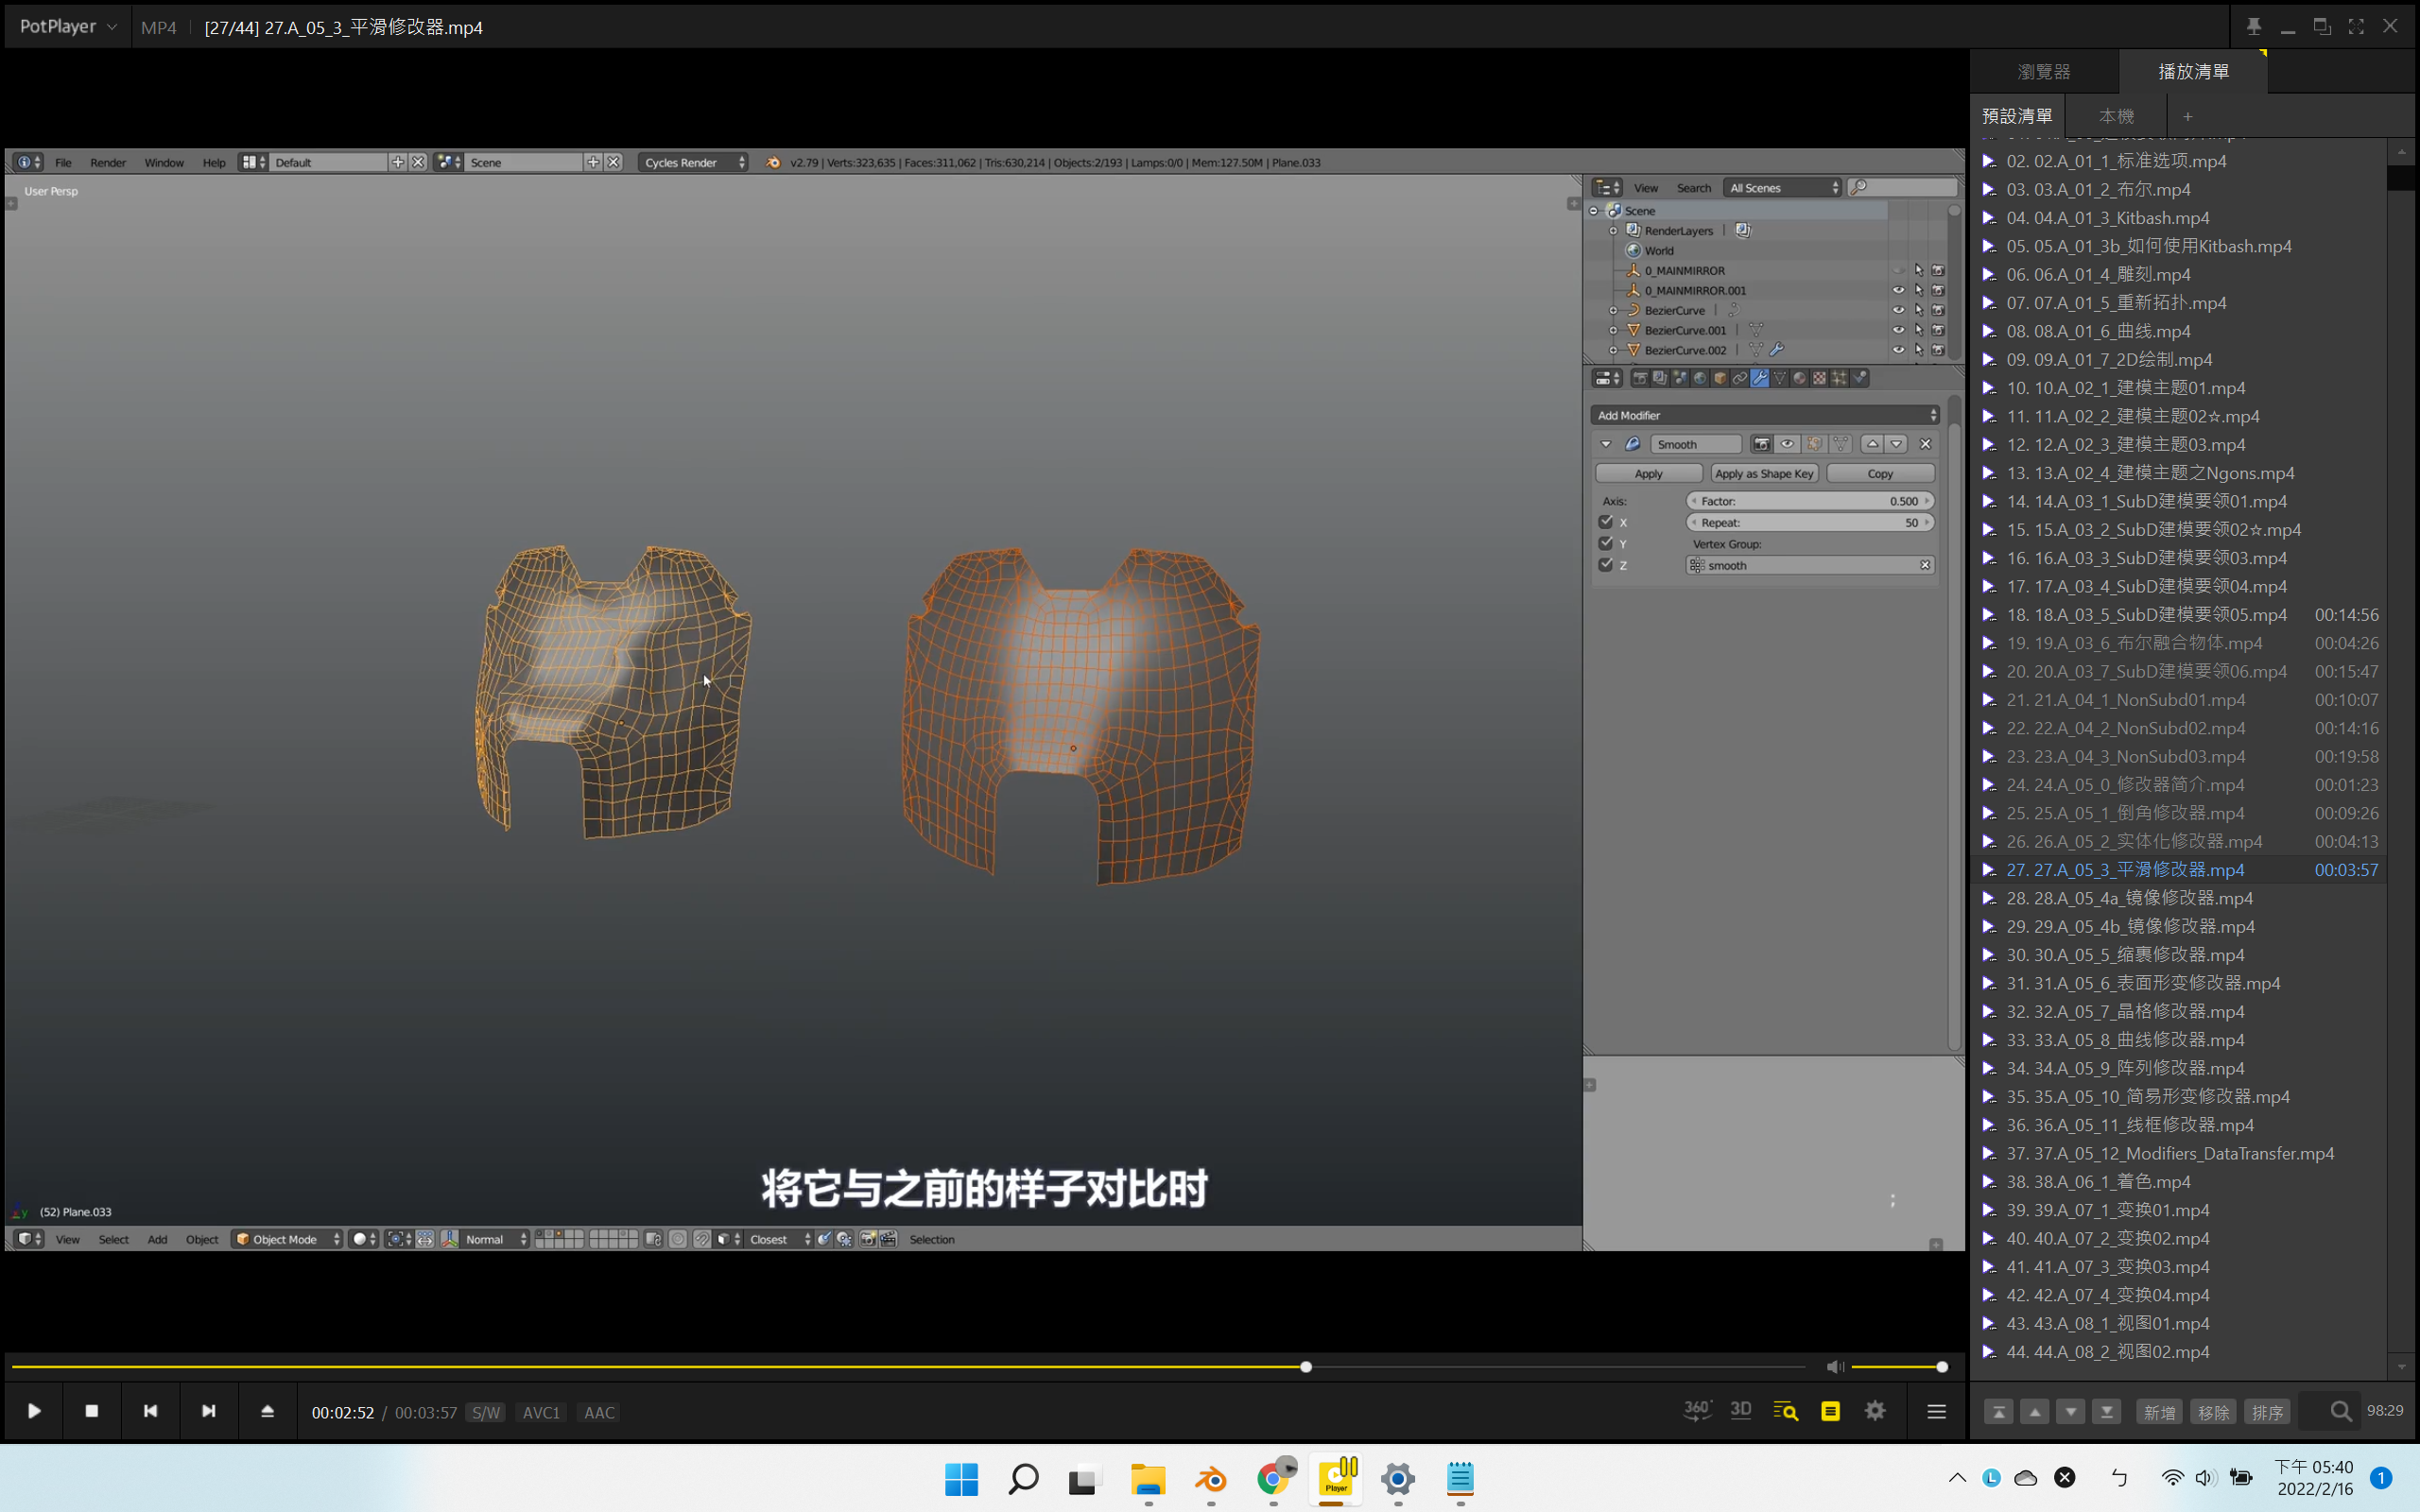 PotPlayer MP4 [27/44] 27.A_05_3_平滑修改器.mp4
瀏覽器 播放清單
預設清單 本機 +
File Render Window Help Default Scene Cycles Render v2.79 | Verts:323,635 | Faces:311,062 | Tris:630,214 | Objects:2/193 | Lamps:0/0 | Mem:127.50M | Plane.033
User Persp
View Search All Scenes
Scene
RenderLayers
World
0_MAINMIRROR
0_MAINMIRROR.001
BezierCurve
BezierCurve.001
BezierCurve.002
Add Modifier
Smooth
Apply Apply as Shape Key Copy
Axis: Factor: 0.500
X Repeat: 50
Y Vertex Group:
Z smooth
将它与之前的样子对比时
(52) Plane.033
View Select Add Object Object Mode Normal Closest Selection
02. 02.A_01_1_标准选项.mp4
03. 03.A_01_2_布尔.mp4
04. 04.A_01_3_Kitbash.mp4
05. 05.A_01_3b_如何使用Kitbash.mp4
06. 06.A_01_4_雕刻.mp4
07. 07.A_01_5_重新拓扑.mp4
08. 08.A_01_6_曲线.mp4
09. 09.A_01_7_2D绘制.mp4
10. 10.A_02_1_建模主题01.mp4
11. 11.A_02_2_建模主题02☆.mp4
12. 12.A_02_3_建模主题03.mp4
13. 13.A_02_4_建模主题之Ngons.mp4
14. 14.A_03_1_SubD建模要领01.mp4
15. 15.A_03_2_SubD建模要领02☆.mp4
16. 16.A_03_3_SubD建模要领03.mp4
17. 17.A_03_4_SubD建模要领04.mp4
18. 18.A_03_5_SubD建模要领05.mp4 00:14:56
19. 19.A_03_6_布尔融合物体.mp4 00:04:26
20. 20.A_03_7_SubD建模要领06.mp4 00:15:47
21. 21.A_04_1_NonSubd01.mp4 00:10:07
22. 22.A_04_2_NonSubd02.mp4 00:14:16
23. 23.A_04_3_NonSubd03.mp4 00:19:58
24. 24.A_05_0_修改器简介.mp4 00:01:23
25. 25.A_05_1_倒角修改器.mp4 00:09:26
26. 26.A_05_2_实体化修改器.mp4 00:04:13
27. 27.A_05_3_平滑修改器.mp4 00:03:57
28. 28.A_05_4a_镜像修改器.mp4
29. 29.A_05_4b_镜像修改器.mp4
30. 30.A_05_5_缩裹修改器.mp4
31. 31.A_05_6_表面形变修改器.mp4
32. 32.A_05_7_晶格修改器.mp4
33. 33.A_05_8_曲线修改器.mp4
34. 34.A_05_9_阵列修改器.mp4
35. 35.A_05_10_简易形变修改器.mp4
36. 36.A_05_11_线框修改器.mp4
37. 37.A_05_12_Modifiers_DataTransfer.mp4
38. 38.A_06_1_着色.mp4
39. 39.A_07_1_变换01.mp4
40. 40.A_07_2_变换02.mp4
41. 41.A_07_3_变换03.mp4
42. 42.A_07_4_变换04.mp4
43. 43.A_08_1_视图01.mp4
44. 44.A_08_2_视图02.mp4
00:02:52 / 00:03:57 S/W AVC1 AAC 360° 3D
新增 移除 排序 98:29
Player
L ㄣ 下午 05:40
2022/2/16 1